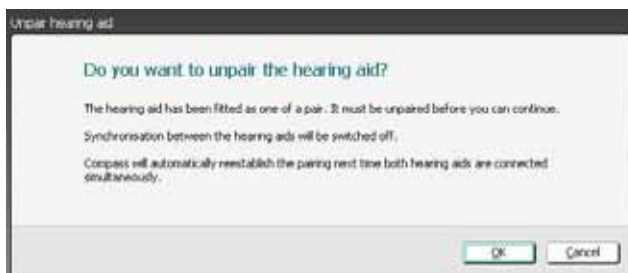 Unpair hearing aid
Do you want to unpair the hearing aid?
The hearing aid has been fitted as one of a pair. It must be unpaired before you can continue.
Synchronisation between the hearing aids will be switched off.
Compass will automatically reestablish the pairing next time both hearing aids are connected
simultaneously.
OK
Cancel